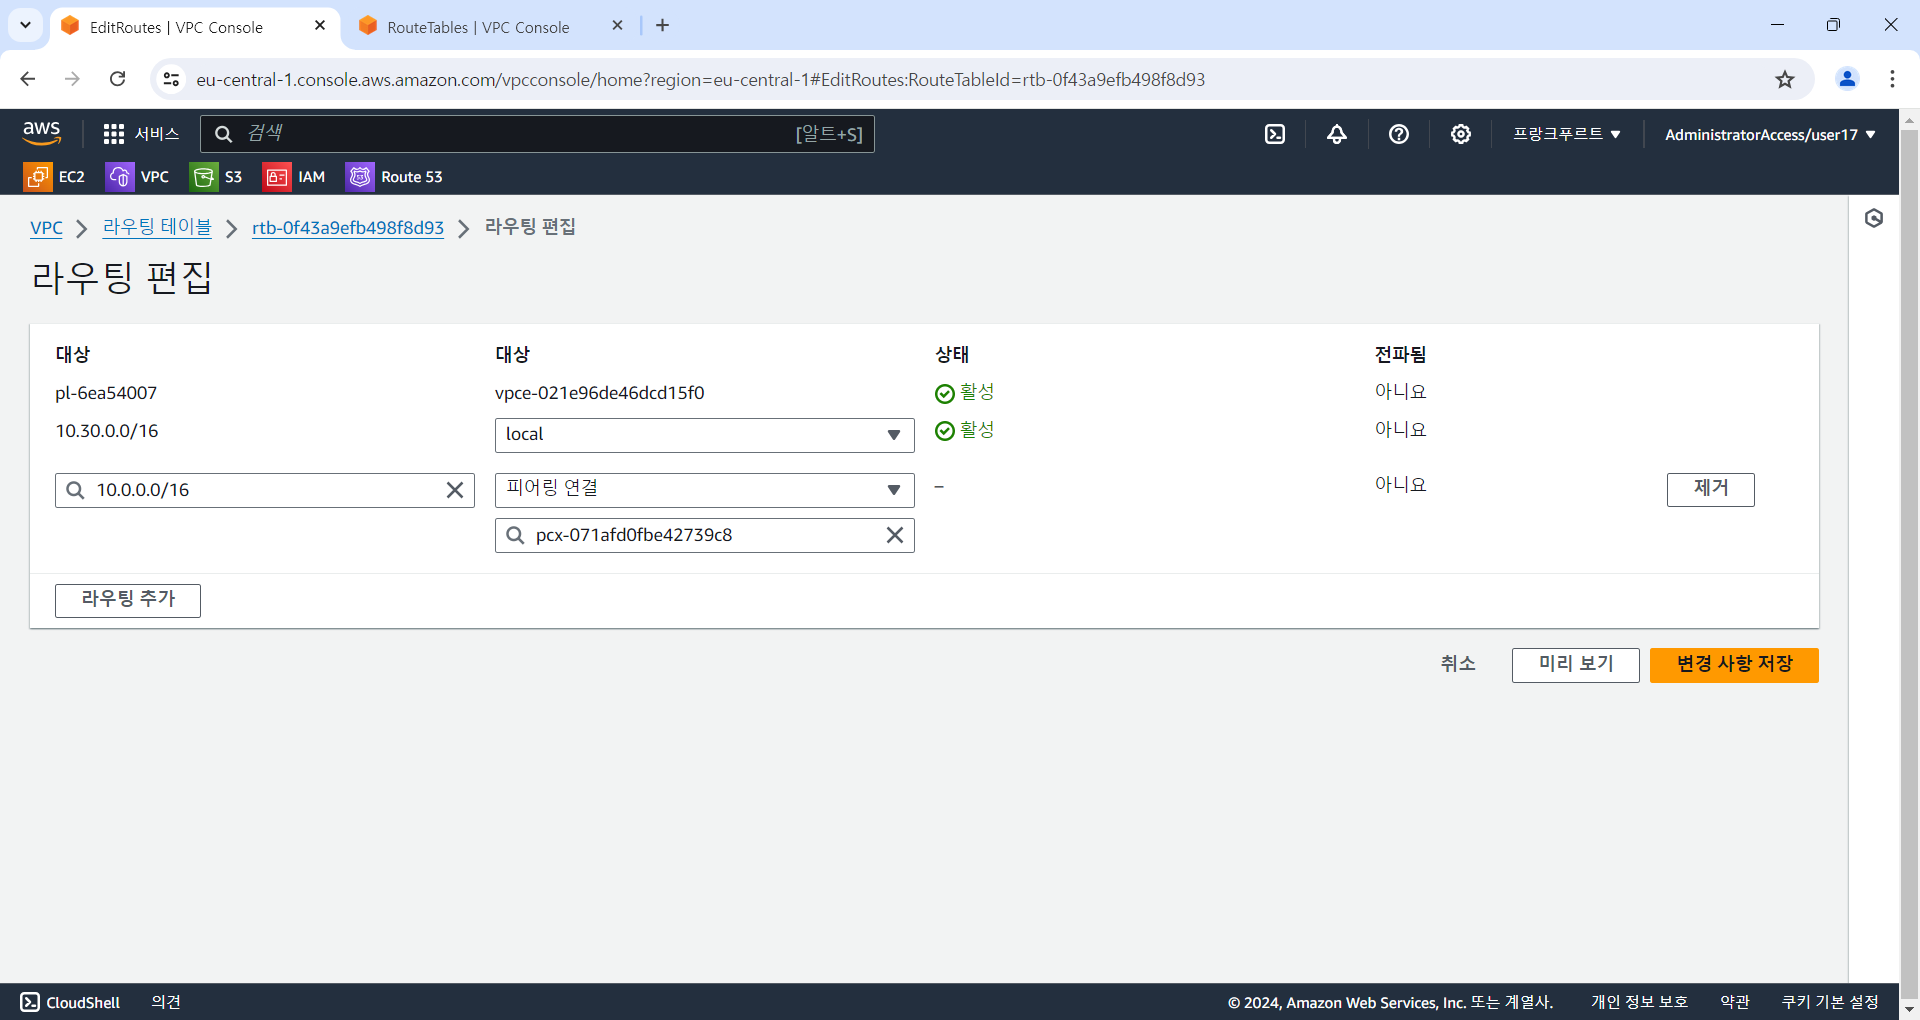 EditRoutes | VPC Console
RouteTables | VPC Console
eu-central-1.console.aws.amazon.com/vpcconsole/home?region=eu-central-1#EditRoutes:RouteTableId=rtb-0f43a9efb498f8d93
aws
서비스
검색
[알트+S]
프랑크푸르트
AdministratorAccess/user17
EC2
VPC
S3
IAM
Route 53
VPC
라우팅 테이블
rtb-0f43a9efb498f8d93
라우팅 편집
라우팅 편집
대상 대상 상태 전파됨
pl-6ea54007 vpce-021e96de46dcd15f0 활성 아니요
10.30.0.0/16 local 활성 아니요
10.0.0.0/16 피어링 연결 – 아니요 제거
pcx-071afd0fbe42739c8
라우팅 추가
취소 미리 보기 변경 사항 저장
CloudShell 의견 © 2024, Amazon Web Services, Inc. 또는 계열사. 개인 정보 보호 약관 쿠키 기본 설정